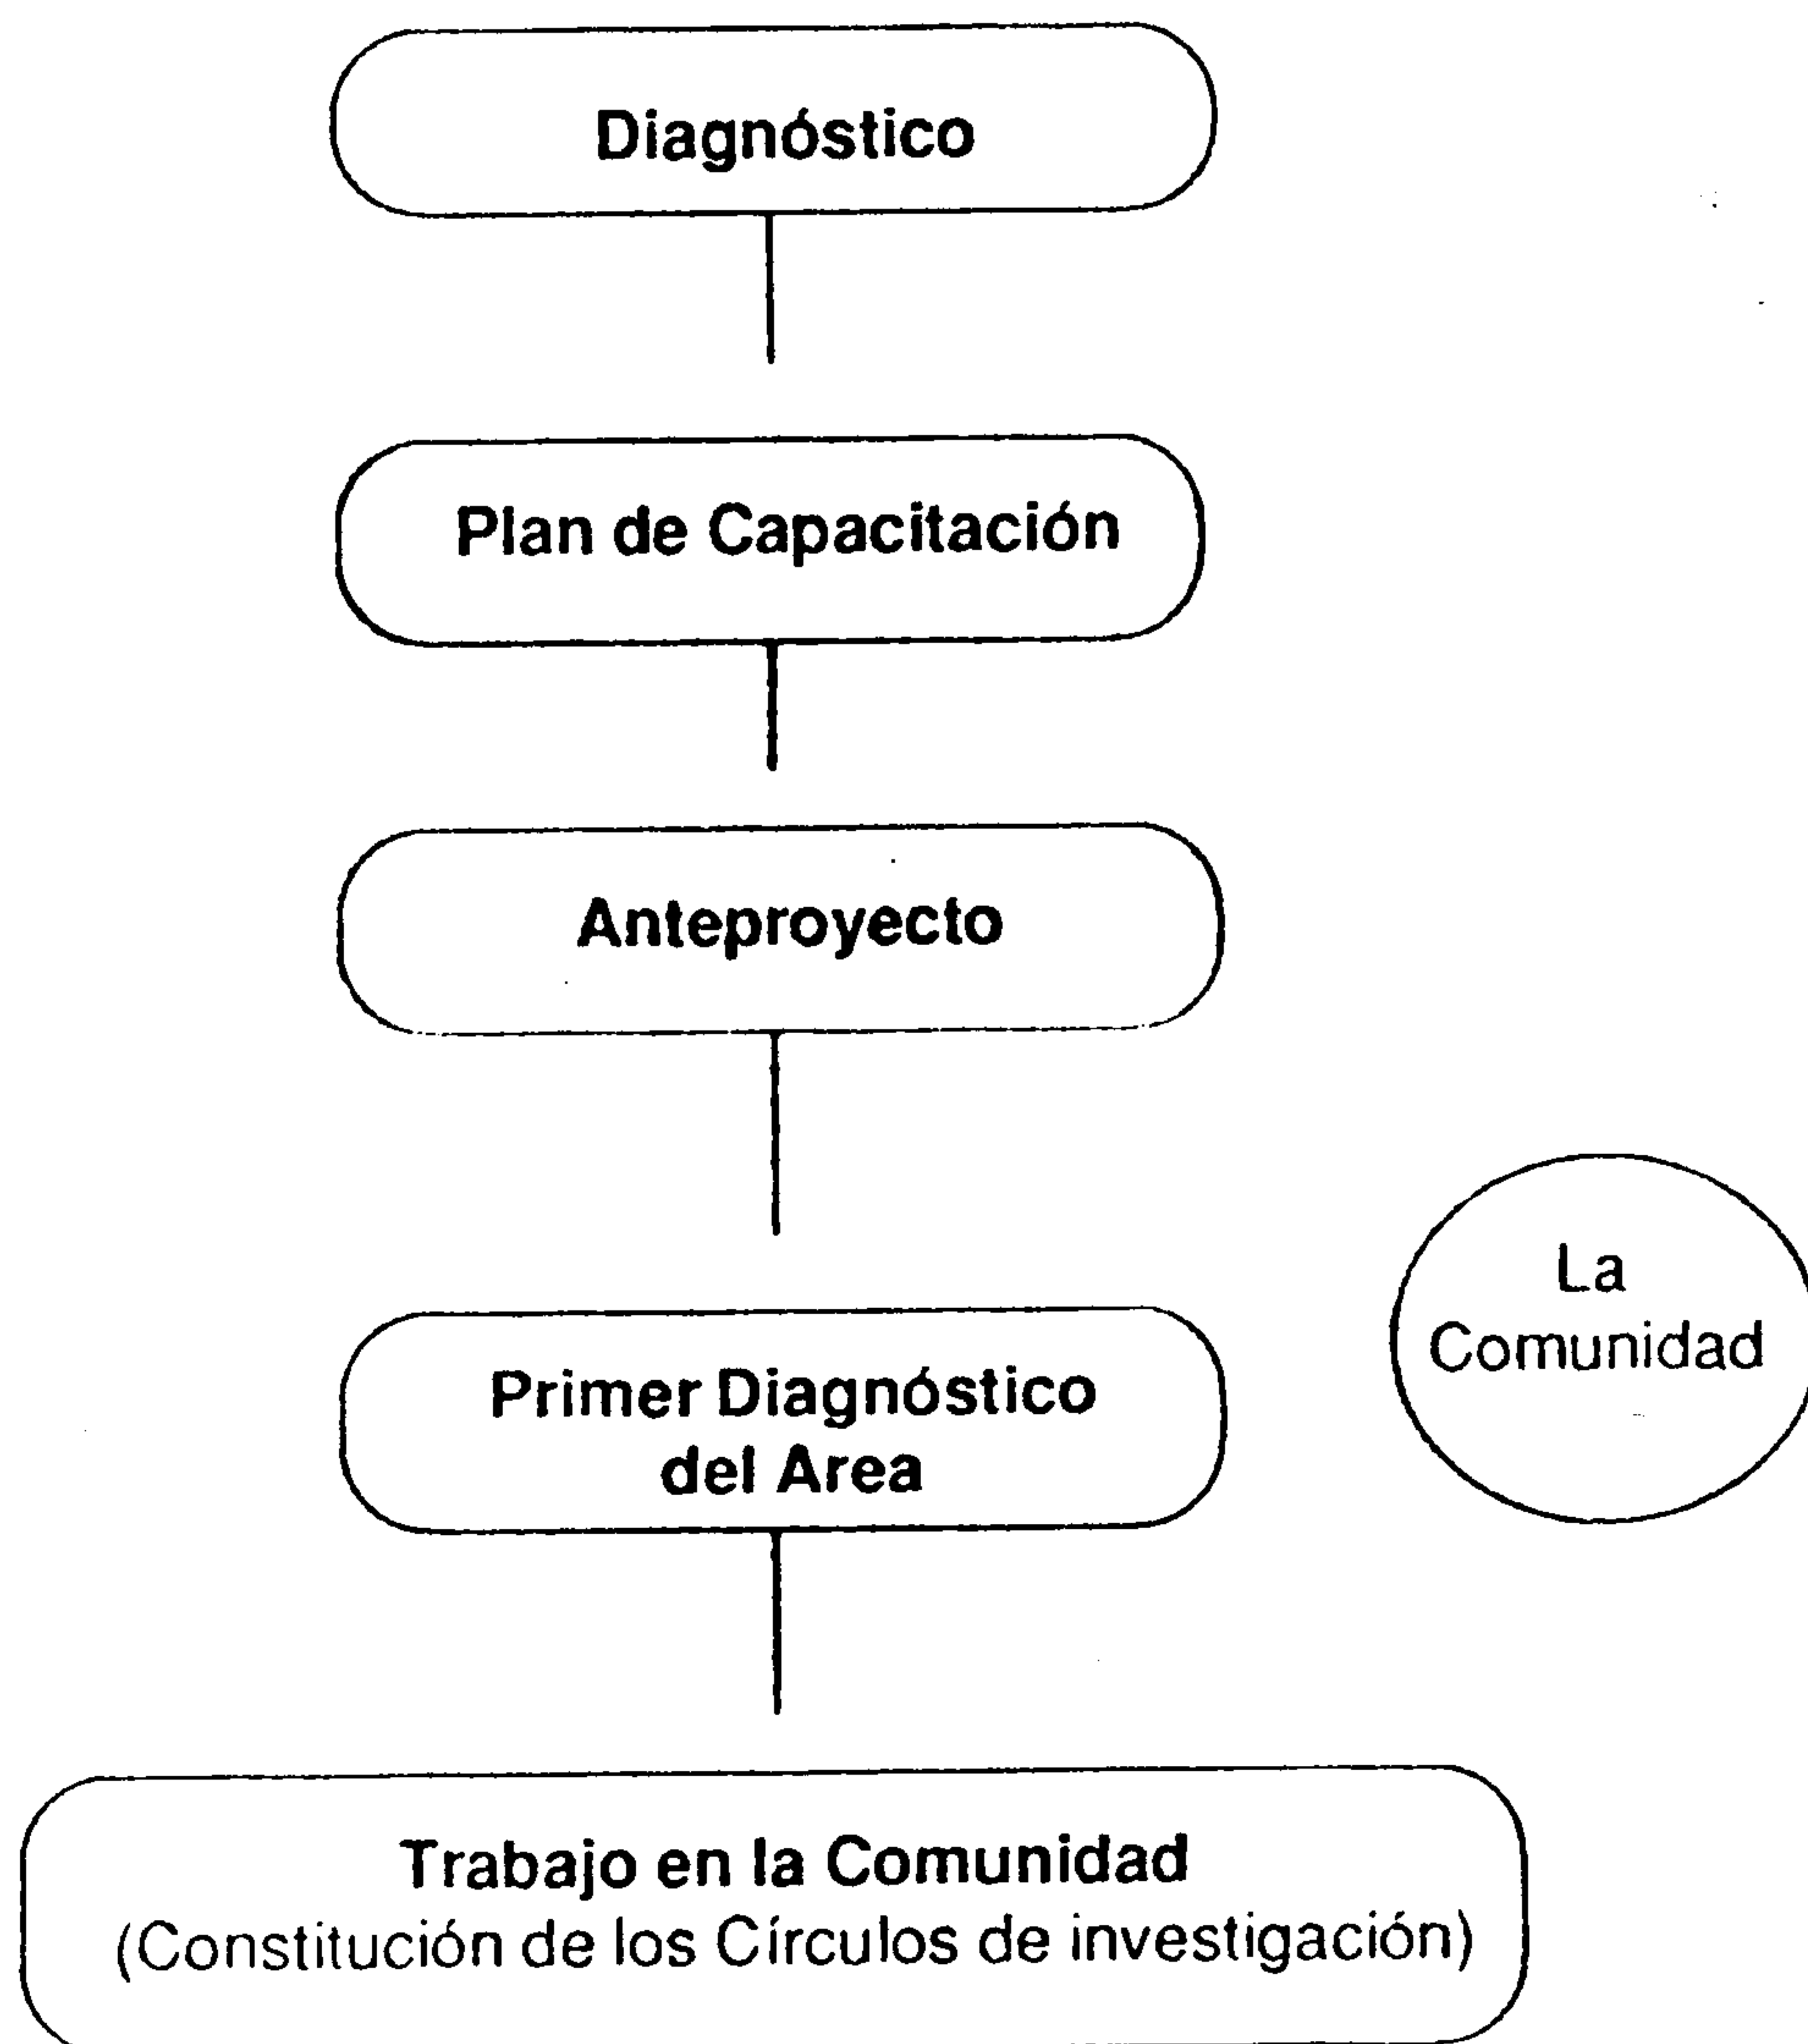 Diagnóstico
Plan de Capacitación
Anteproyecto
La
Comunidad
Primer Diagnóstico
del Area
Trabajo en la Comunidad
(Constitución de los Círculos de investigación)